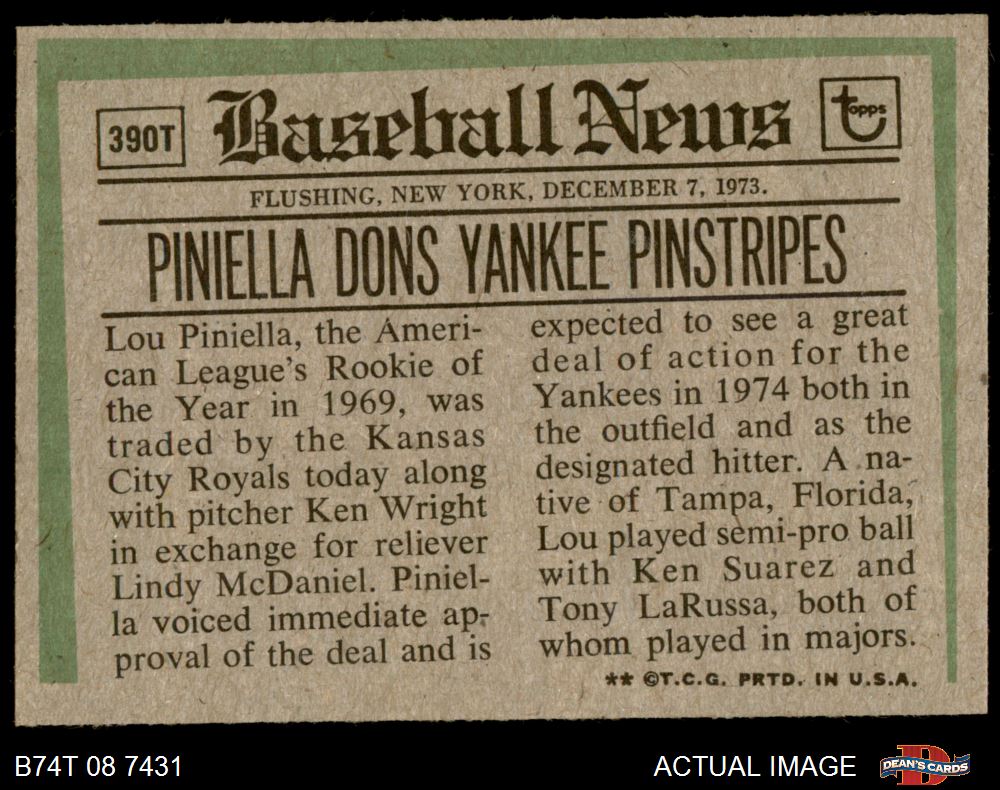 390T
Baseball News
topps
FLUSHING, NEW YORK, DECEMBER 7, 1973.
PINIELLA DONS YANKEE PINSTRIPES
Lou Piniella, the Ameri-
can League's Rookie of
the Year in 1969, was
traded by the Kansas
City Royals today along
with pitcher Ken Wright
in exchange for reliever
Lindy McDaniel. Piniel-
la voiced immediate ap-
proval of the deal and is
expected to see a great
deal of action for the
Yankees in 1974 both in
the outfield and as the
designated hitter. A na-
tive of Tampa, Florida,
Lou played semi-pro ball
with Ken Suarez and
Tony LaRussa, both of
whom played in majors.
** ©T.C.G. PRTD. IN U.S.A.
B74T 08 7431
ACTUAL IMAGE
D
DEAN'S CARDS